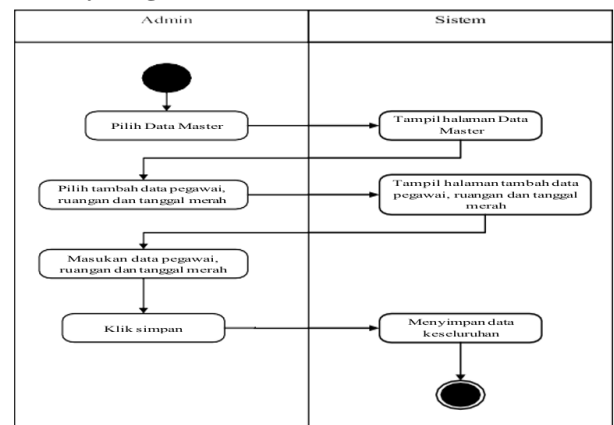 Admin
Sistem
Pilih Data Master
Tampil halaman Data
Master
Pilih tambah data pegawai,
ruangan dan tanggal merah
Tampil halaman tambah data
pegawai, ruangan dan tanggal
merah
Masukan data pegawai,
ruangan dan tanggal merah
Klik simpan
Menyimpan data
keseluruhan